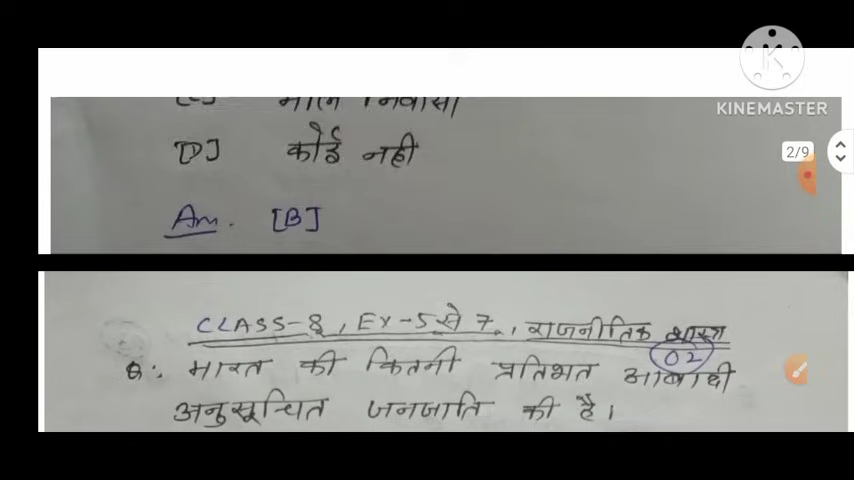 KINEMASTER
2/9
[D] कोई नही
Ans. [B]
CLASS-8, Ex-5 से 7, राजनीतिक शास्त्र
02
Q: भारत की कितनी प्रतिशत आबादी
अनुसूचित जनजाति की है।